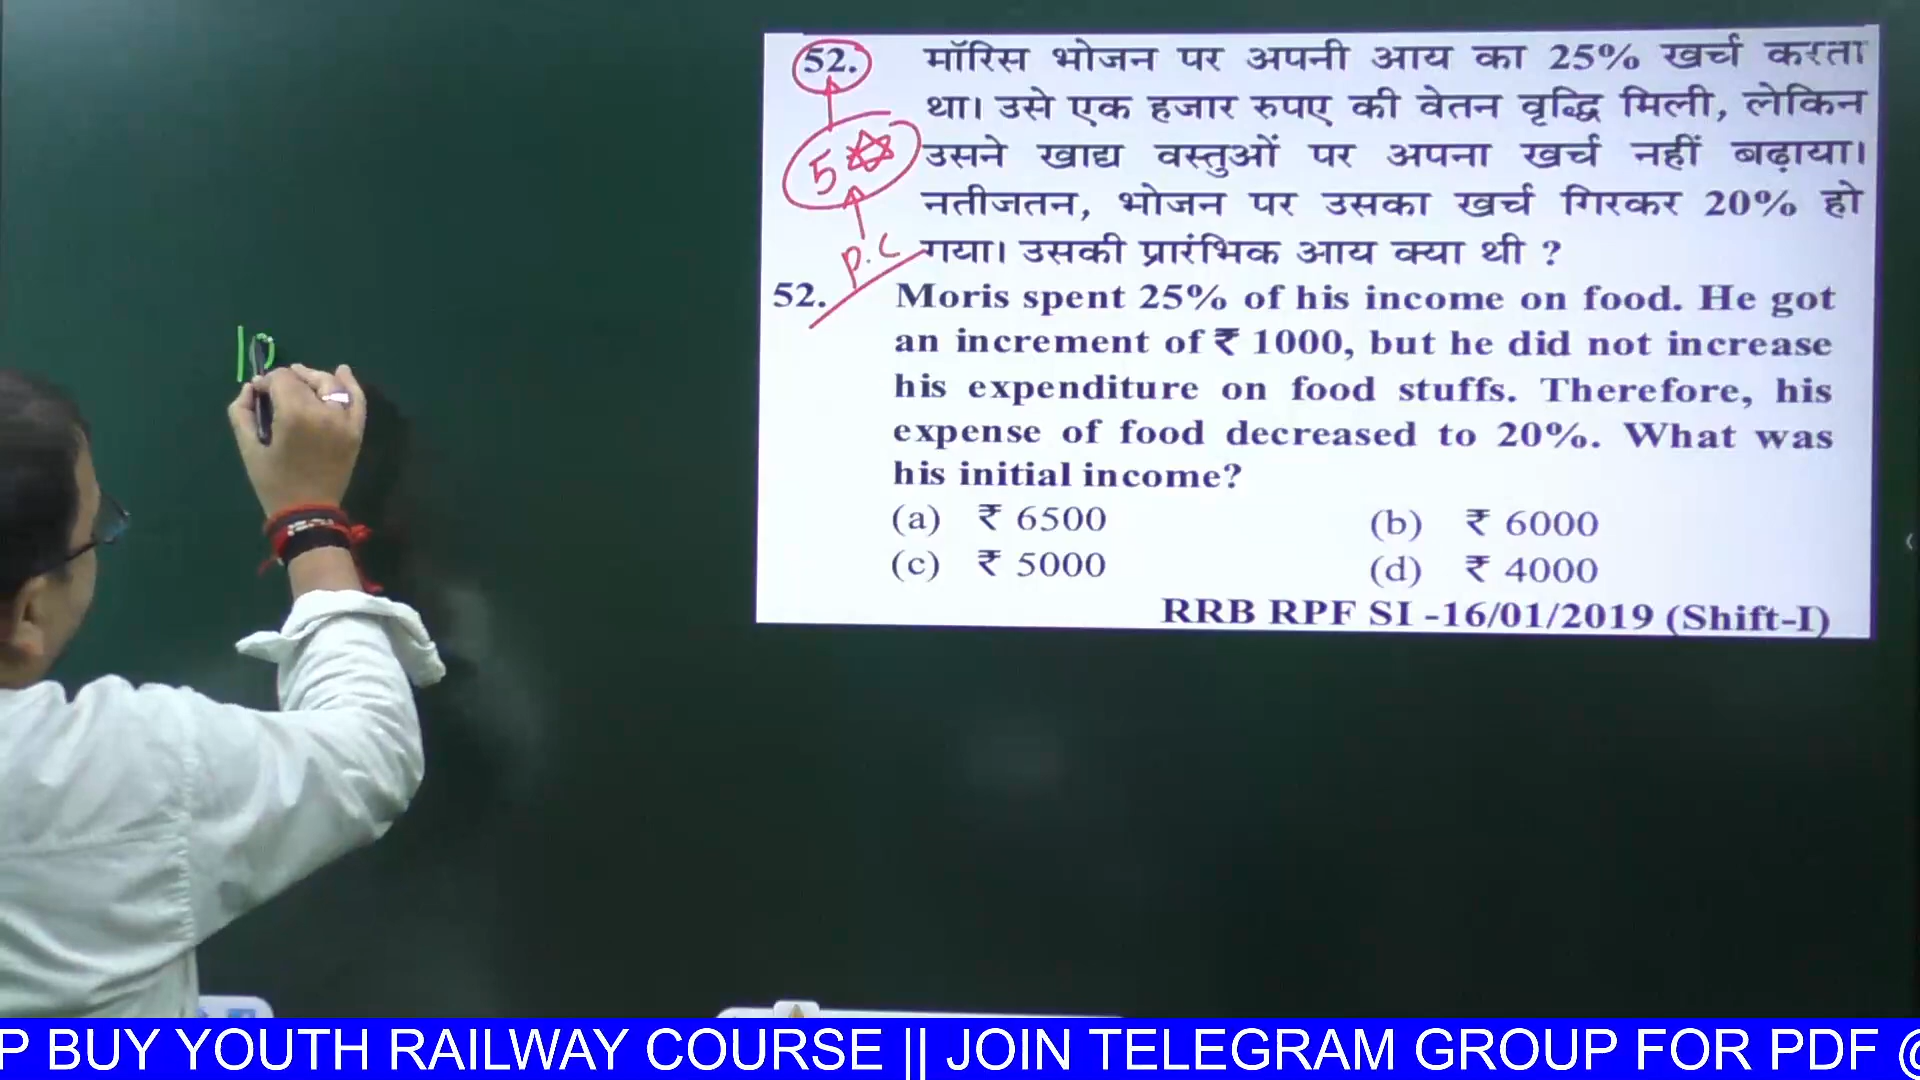 52. मॉरिस भोजन पर अपनी आय का 25% खर्च करता
था। उसे एक हजार रुपए की वेतन वृद्धि मिली, लेकिन
5 उसने खाद्य वस्तुओं पर अपना खर्च नहीं बढ़ाया।
नतीजतन, भोजन पर उसका खर्च गिरकर 20% हो
P.C गया। उसकी प्रारंभिक आय क्या थी ?
52. Moris spent 25% of his income on food. He got
an increment of ₹ 1000, but he did not increase
his expenditure on food stuffs. Therefore, his
expense of food decreased to 20%. What was
his initial income?
(a) ₹ 6500 (b) ₹ 6000
(c) ₹ 5000 (d) ₹ 4000
RRB RPF SI -16/01/2019 (Shift-I)
P BUY YOUTH RAILWAY COURSE || JOIN TELEGRAM GROUP FOR PDF @